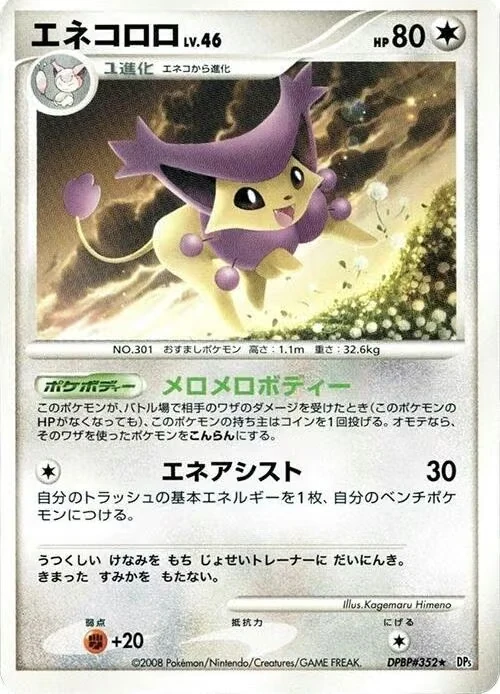 エネココロロ LV.46 HP 80
1進化 エネコから進化
NO.301 おすましポケモン 高さ:1.1m 重さ:32.6kg
ポケボディー メロメロボディー
このポケモンが、バトル場で相手のワザのダメージを受けたとき(このポケモンの
HPがなくなっても)、このポケモンの持ち主はコインを1回投げる。オモテなら、
そのワザを使ったポケモンをこんらんにする。
エネアシスト 30
自分のトラッシュの基本エネルギーを1枚、自分のベンチポケ
モンにつける。
うつくしい けなみを もち じょせいトレーナーに だいにんき。
きまった すみかを もたない。
Illus.Kagemaru Himeno
弱点 抵抗力 にげる
+20
©2008 Pokémon/Nintendo/Creatures/GAME FREAK. DPBP#352★ DPs